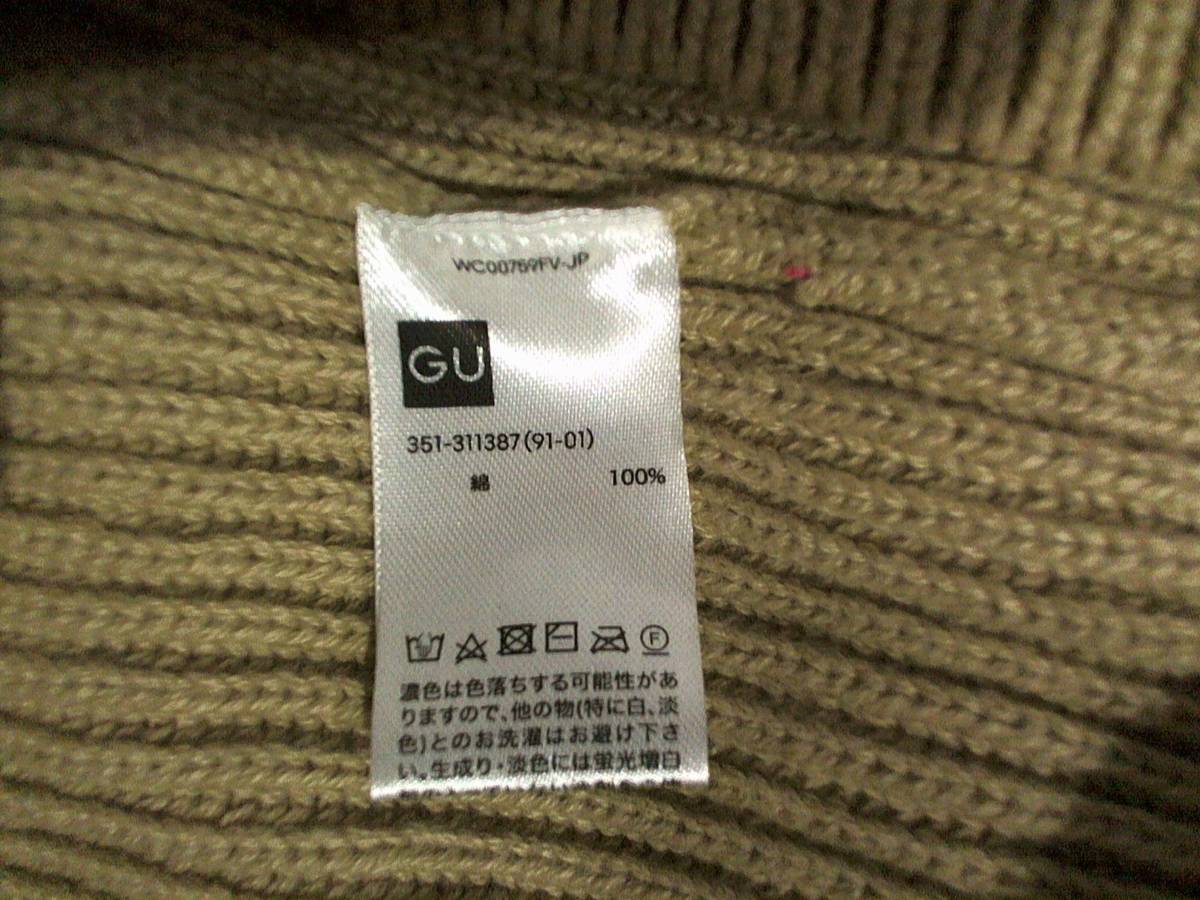 WC00759FV-JP
GU
351-311387(91-01)
綿 100%
F
濃色は色落ちする可能性があ
りますので、他の物(特に白、淡
色)とのお洗濯はお避け下さ
い。生成り・淡色には蛍光増白